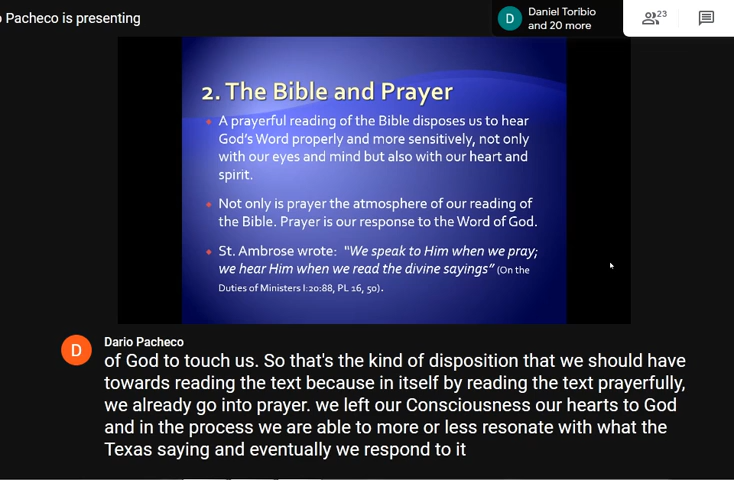 Pacheco is presenting
D
Daniel Toribio
and 20 more
23
2. The Bible and Prayer
A prayerful reading of the Bible disposes us to hear
God's Word properly and more sensitively, not only
with our eyes and mind but also with our heart and
spirit.
Not only is prayer the atmosphere of our reading of
the Bible. Prayer is our response to the Word of God.
St. Ambrose wrote: "We speak to Him when we pray;
we hear Him when we read the divine sayings" (On the
Duties of Ministers I:20:88, PL 16, 50).
D
Dario Pacheco
of God to touch us. So that's the kind of disposition that we should have
towards reading the text because in itself by reading the text prayerfully,
we already go into prayer. we left our Consciousness our hearts to God
and in the process we are able to more or less resonate with what the
Texas saying and eventually we respond to it